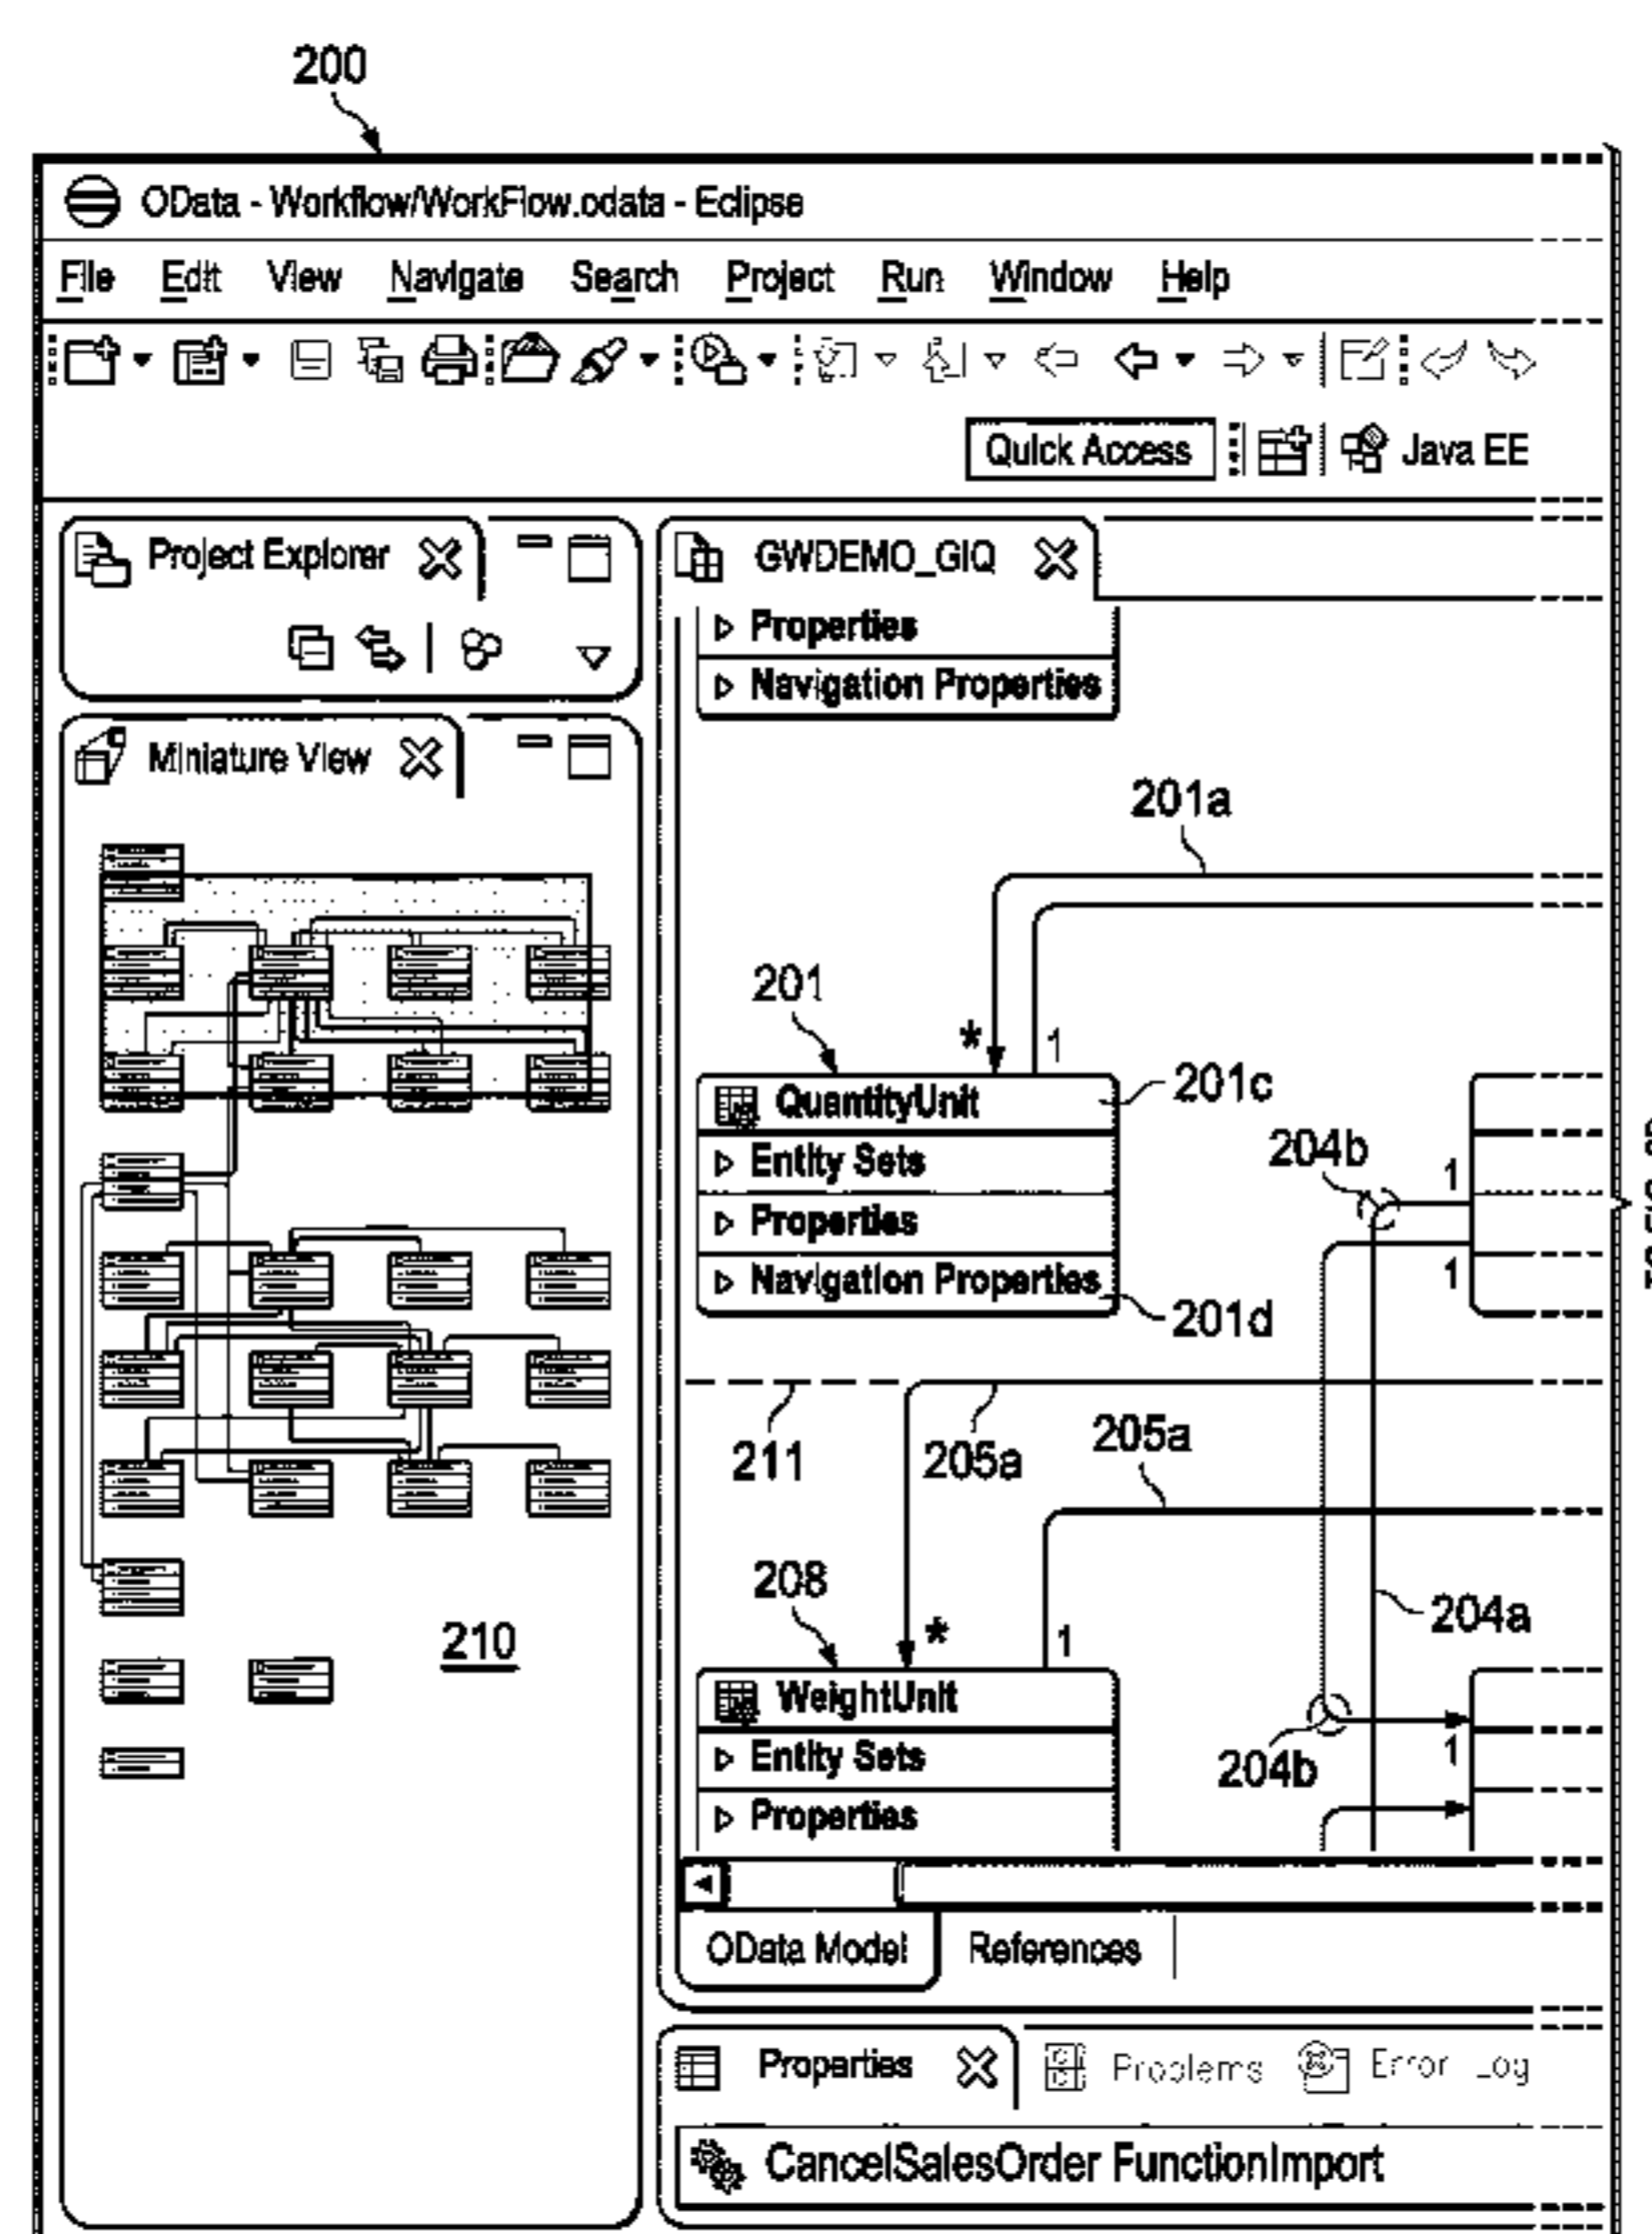 200
OData - Workflow/WorkFlow.odata - Eclipse
File Edit View Navigate Search Project Run Window Help
Quick Access Java EE
Project Explorer
GWDEMO_GIQ
Properties
Navigation Properties
Miniature View
201a
201
* 1
QuantityUnit
201c
Entity Sets
204b
1
Properties
Navigation Properties
1
201d
211
205a
205a
208
* 1
204a
210
WeightUnit
Entity Sets
1
204b
Properties
OData Model References
Properties Problems Error Log
CancelSalesOrder FunctionImport